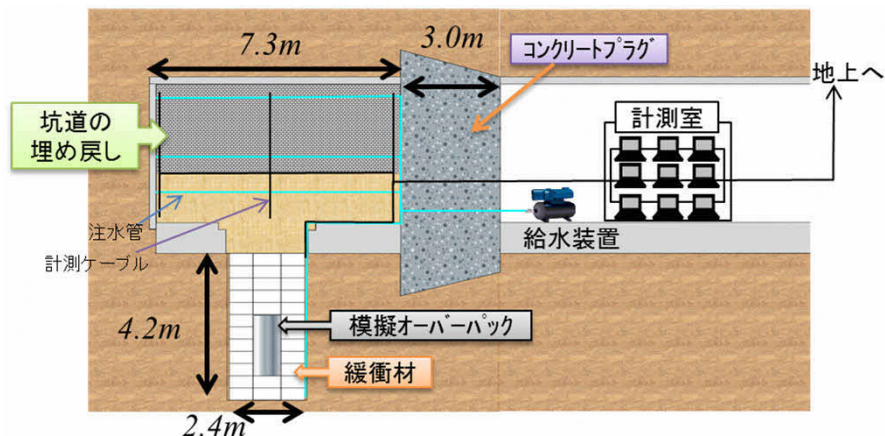 7.3m
3.0m
コンクリートプラグ
地上へ
坑道の
埋め戻し
計測室
注水管
計測ケーブル
給水装置
4.2m
模擬オーバーパック
緩衝材
2.4m